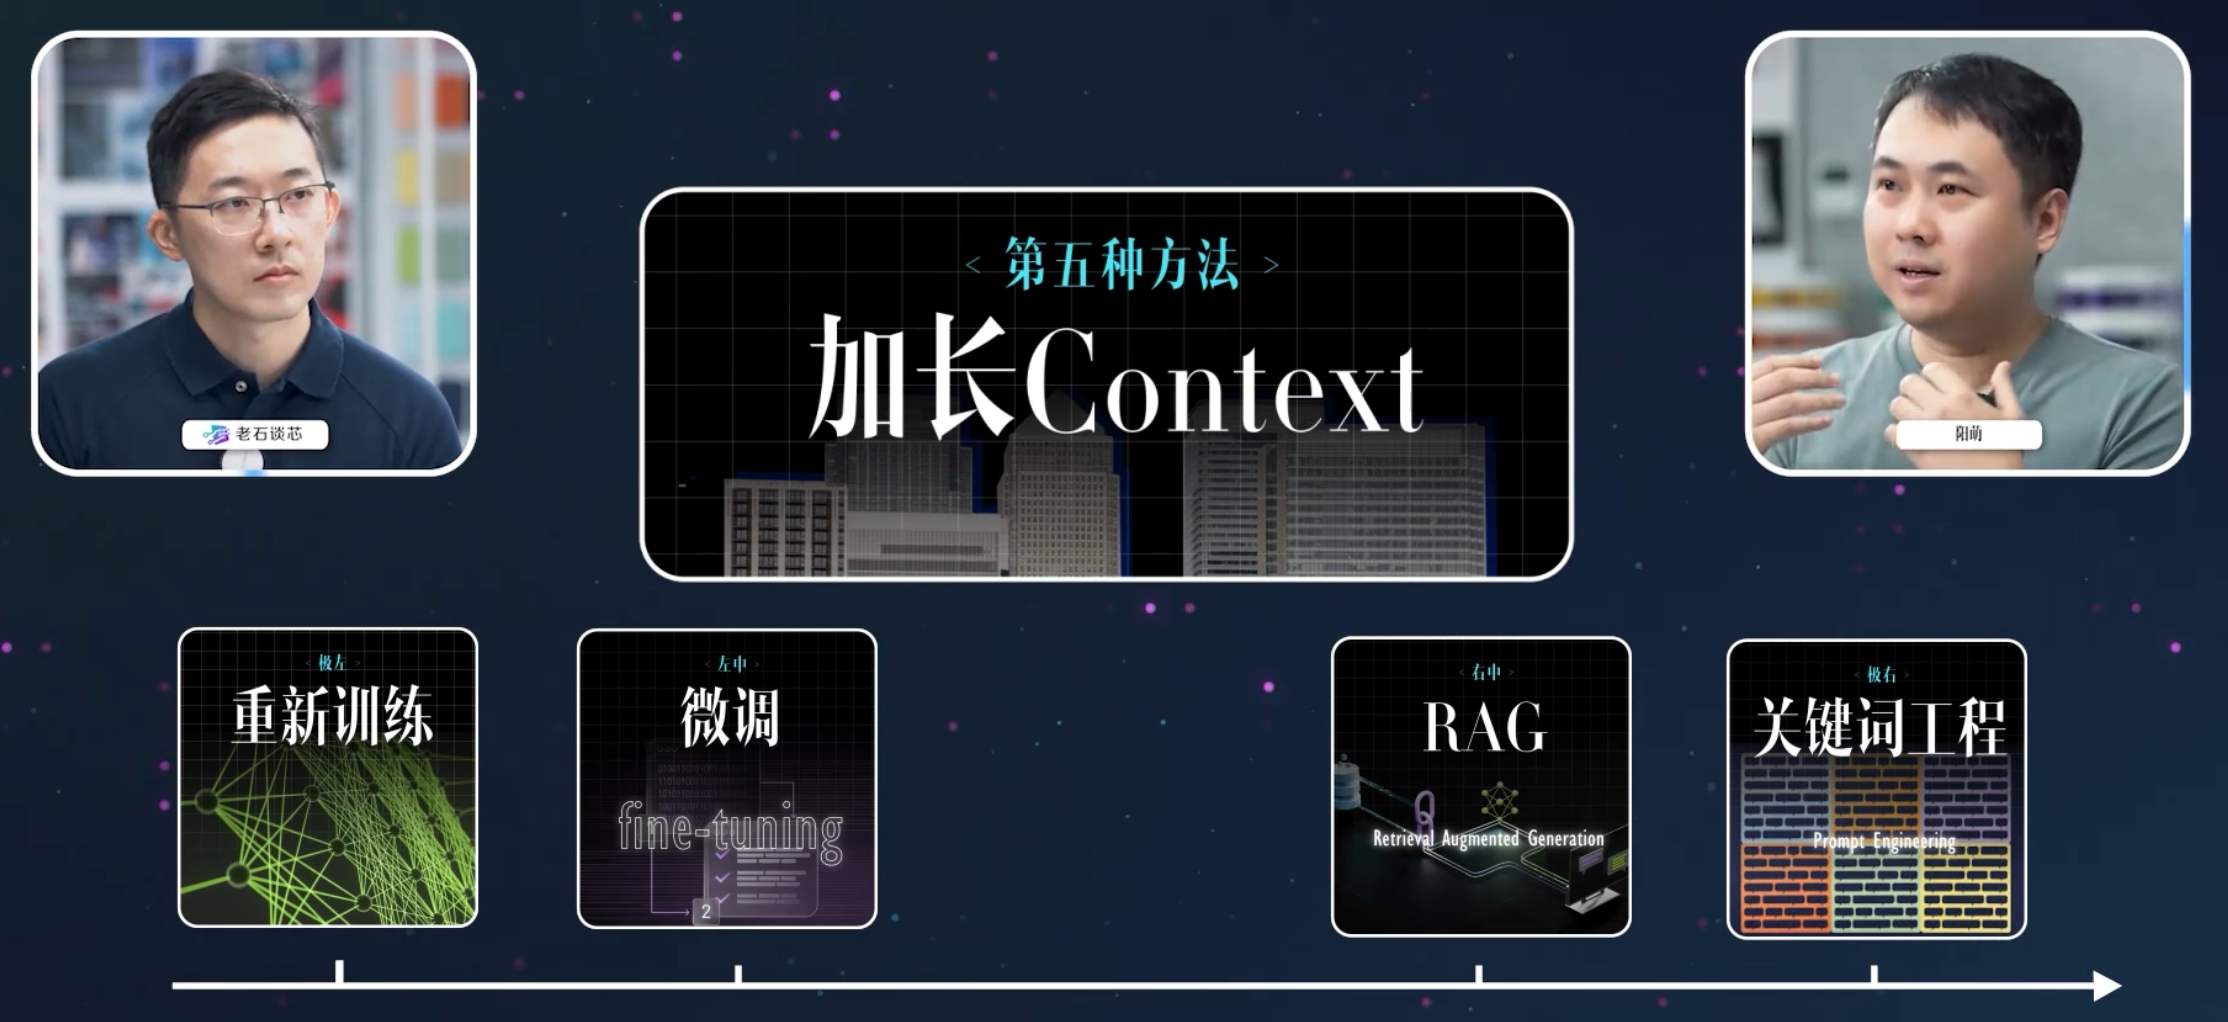 老石谈芯
阳萌
< 第五种方法 >
加长Context
< 极左 >
重新训练
< 左中 >
微调
fine-tuning
2
< 右中 >
RAG
Retrieval Augmented Generation
< 极右 >
关键词工程
Prompt Engineering